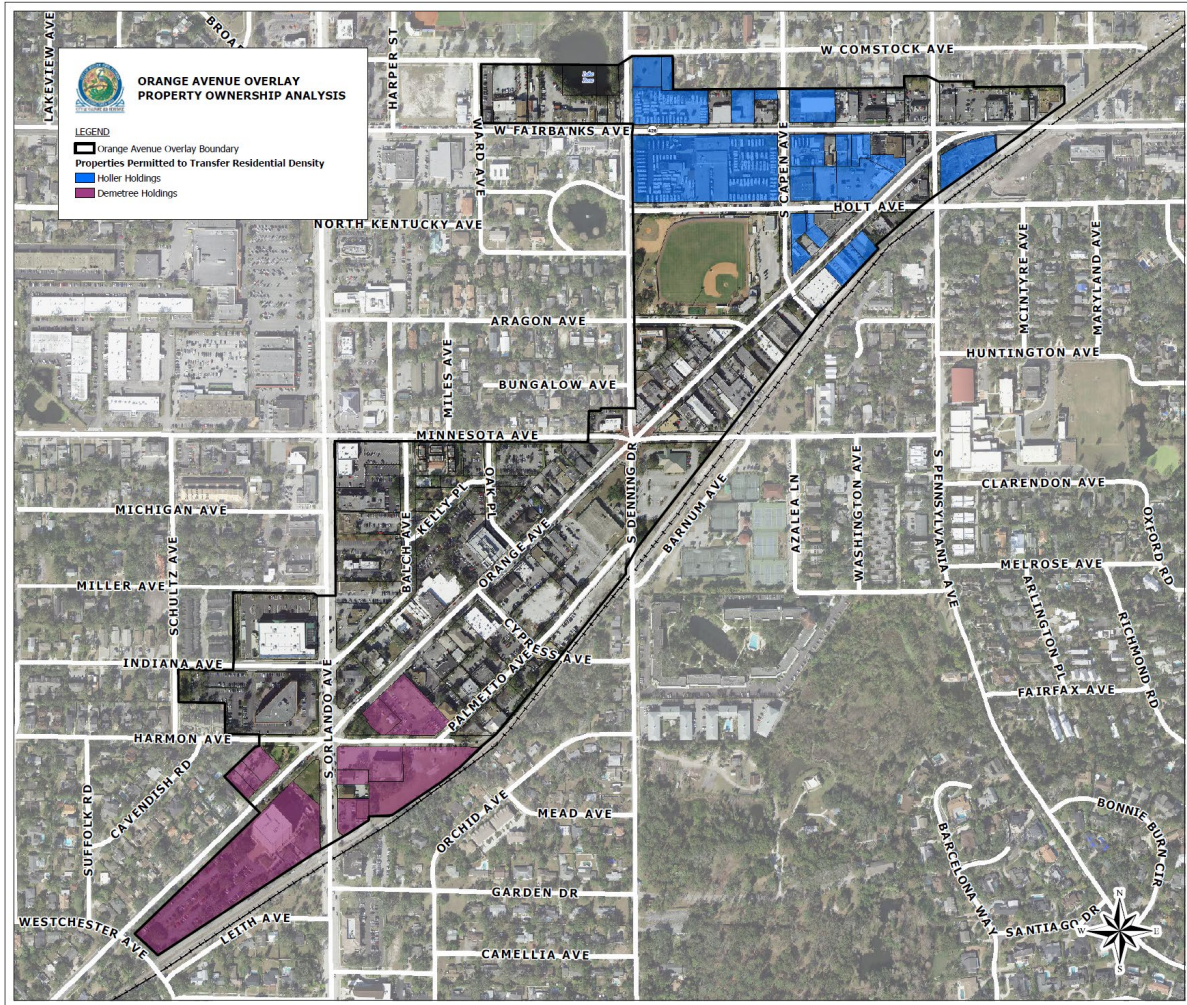 LAKEVIEW AVE
HARPER ST
W COMSTOCK AVE
ORANGE AVENUE OVERLAY
PROPERTY OWNERSHIP ANALYSIS
LEGEND
Orange Avenue Overlay Boundary
Properties Permitted to Transfer Residential Density
Holler Holdings
Demetree Holdings
WARD AVE
W FAIRBANKS AVE
426
S CAPEN AVE
HOLT AVE
NORTH KENTUCKY AVE
MCINTYRE AVE
MARYLAND AVE
ARAGON AVE
HUNTINGTON AVE
MILES AVE
BUNGALOW AVE
MINNESOTA AVE
S DENNING DR
S PENNSYLVANIA AVE
OAK PL
KELLY PL
BALCH AVE
ORANGE AVE
BARNUM AVE
AZALEA LN
WASHINGTON AVE
CLARENDON AVE
OXFORD RD
MICHIGAN AVE
SCHULTZ AVE
MILLER AVE
MELROSE AVE
ARLINGTON PL
RICHMOND RD
CYPRESS AVE
INDIANA AVE
S ORLANDO AVE
PALMETTO AVE
FAIRFAX AVE
HARMON AVE
CAVENDISH RD
SUFFOLK RD
ORCHID AVE
MEAD AVE
BARCELONA WAY
BONNIE BURN CIR
GARDEN DR
WESTCHESTER AVE
LEITH AVE
SANTIAGO DR
CAMELLIA AVE
N
W
E
S